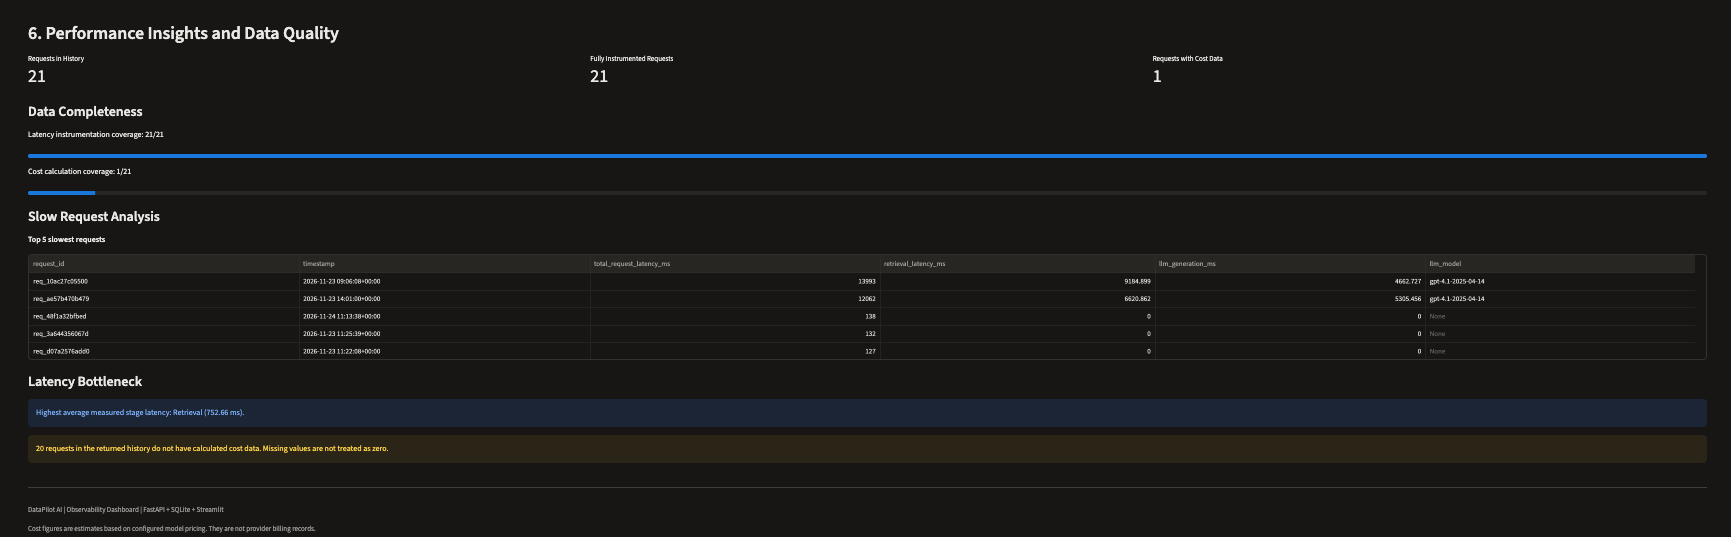 6. Performance Insights and Data Quality
Requests in History Fully Instrumented Requests Requests with Cost Data
21 21 1
Data Completeness
Latency instrumentation coverage: 21/21
Cost calculation coverage: 1/21
Slow Request Analysis
Top 5 slowest requests
request_id timestamp total_request_latency_ms retrieval_latency_ms llm_generation_ms llm_model
req_10ac27c05500 2026-11-23 09:06:08+00:00 13993 9184.899 4662.727 gpt-4.1-2025-04-14
req_ae57b470b479 2026-11-23 14:01:00+00:00 12062 6620.862 5305.456 gpt-4.1-2025-04-14
req_48f1a32bfbed 2026-11-24 11:13:38+00:00 138 0 0 None
req_3a644356067d 2026-11-23 11:25:39+00:00 132 0 0 None
req_d07a2576add0 2026-11-23 11:22:08+00:00 127 0 0 None
Latency Bottleneck
Highest average measured stage latency: Retrieval (752.66 ms).
20 requests in the returned history do not have calculated cost data. Missing values are not treated as zero.
DataPilot AI | Observability Dashboard | FastAPI + SQLite + Streamlit
Cost figures are estimates based on configured model pricing. They are not provider billing records.